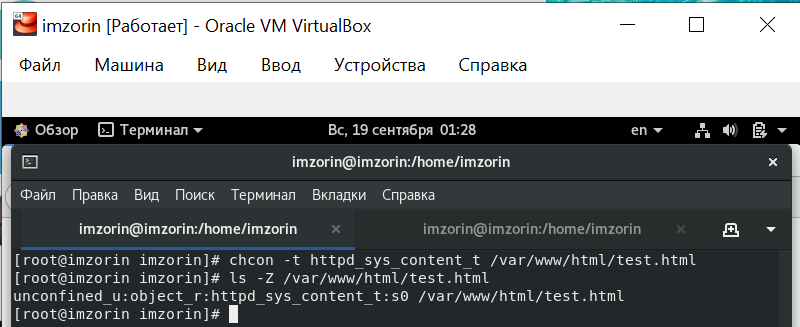 64
imzorin [Работает] - Oracle VM VirtualBox
Файл Машина Вид Ввод Устройства Справка
Обзор Терминал Вс, 19 сентября 01:28 en
imzorin@imzorin:/home/imzorin
Файл Правка Вид Поиск Терминал Вкладки Справка
imzorin@imzorin:/home/imzorin imzorin@imzorin:/home/imzorin
[root@imzorin imzorin]# chcon -t httpd_sys_content_t /var/www/html/test.html
[root@imzorin imzorin]# ls -Z /var/www/html/test.html
unconfined_u:object_r:httpd_sys_content_t:s0 /var/www/html/test.html
[root@imzorin imzorin]#